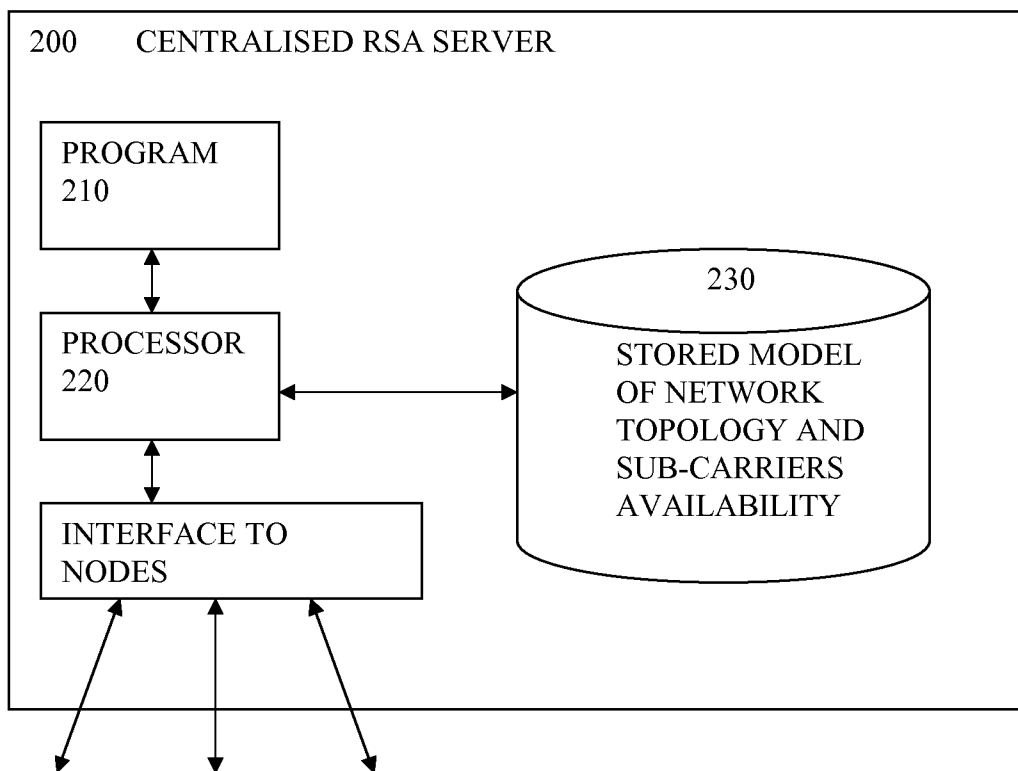 200 CENTRALISED RSA SERVER
PROGRAM
210
PROCESSOR
220
230
STORED MODEL
OF NETWORK
TOPOLOGY AND
SUB-CARRIERS
AVAILABILITY
INTERFACE TO
NODES